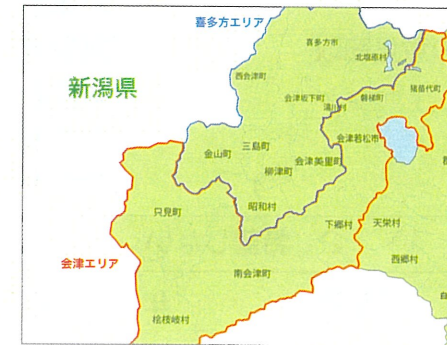 喜多方エリア
喜多方市
北塩原村
新潟県
西会津町
猪苗代町
磐梯町
会津坂下町
湯川村
会津若松市
三島町
金山町
会津美里町
柳津町
昭和村
只見町
下郷村
天栄村
西郷村
会津エリア
南会津町
桧枝岐村